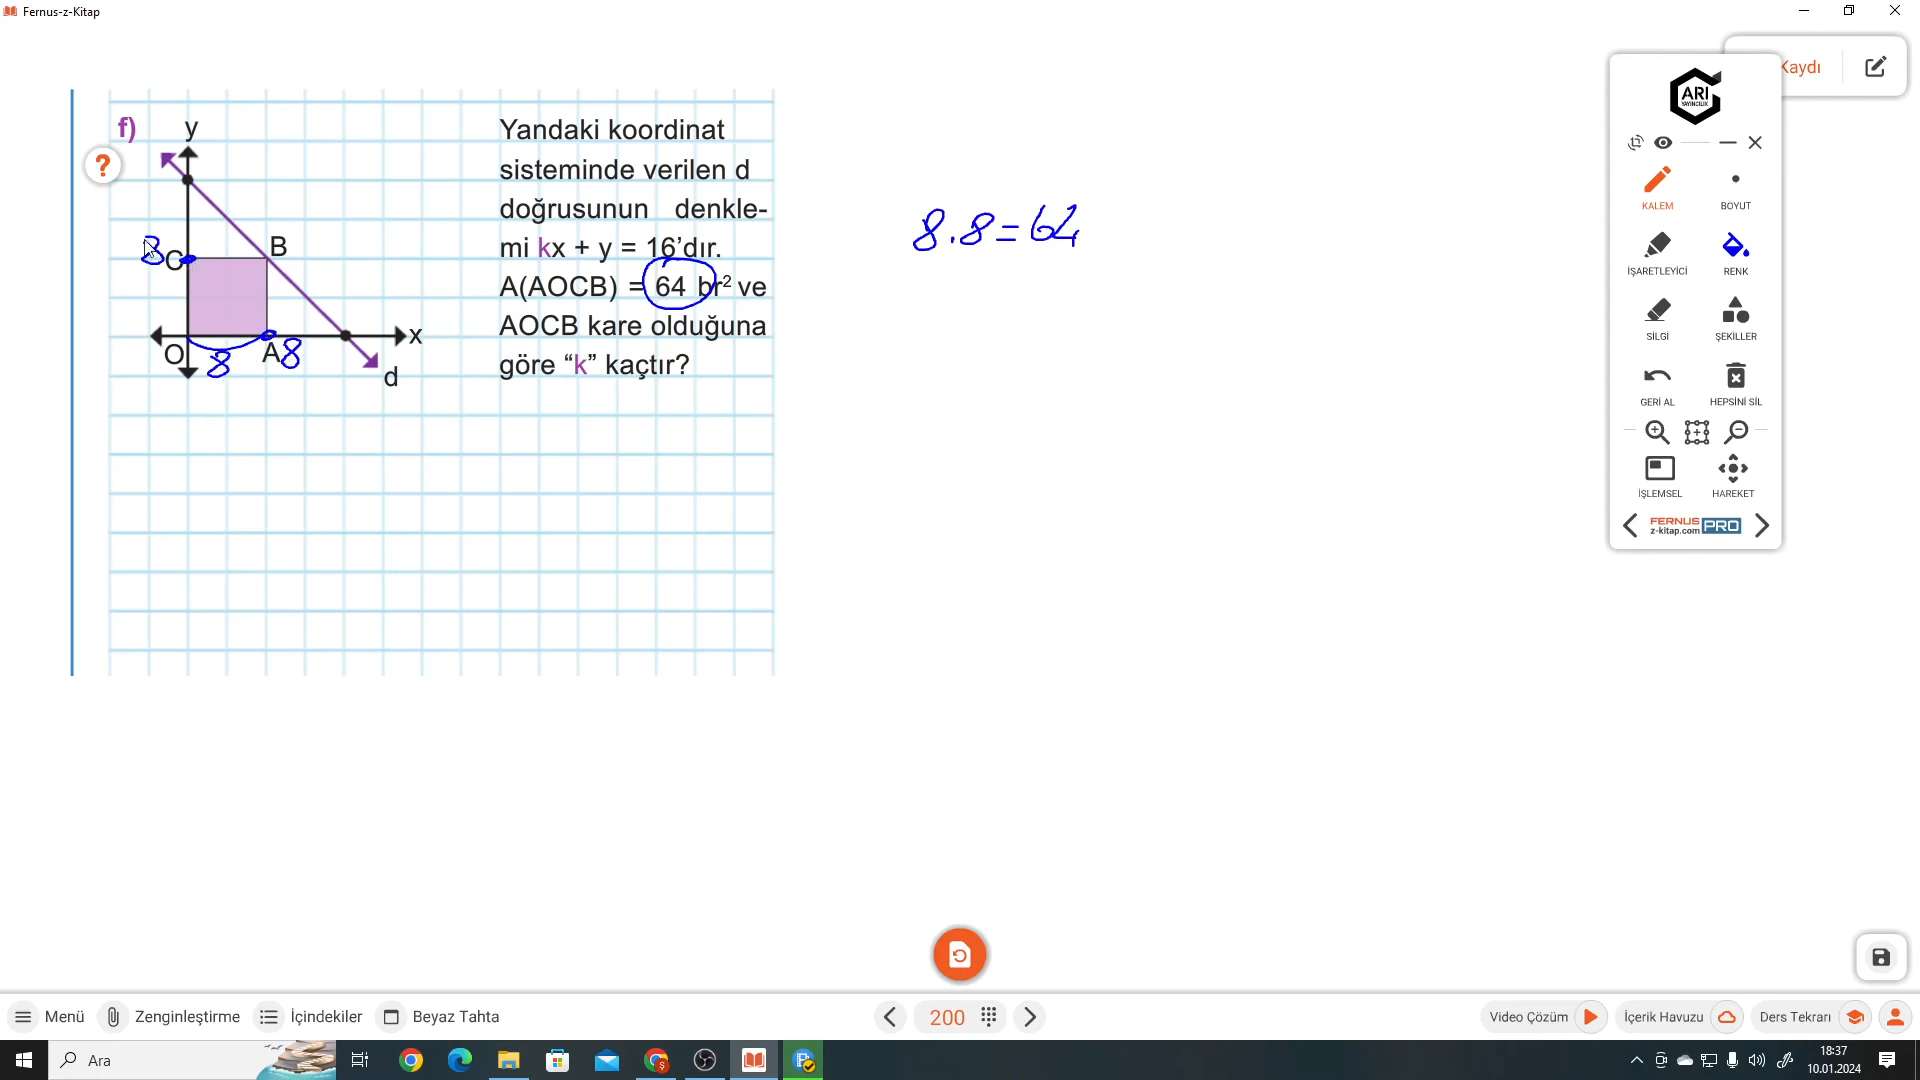 Fernus-z-Kitap
Kaydı
ARI
YAYINCILIK
f)
y
Yandaki koordinat
sisteminde verilen d
doğrusunun denkle-
mi kx + y = 16’dır.
A(AOCB) = 64 br² ve
AOCB kare olduğuna
göre “k” kaçtır?
?
8
C
B
O
8
A
8
x
d
8.8=64
KALEM
BOYUT
İŞARETLEYİCİ
RENK
SİLGİ
ŞEKİLLER
GERİ AL
HEPSİNİ SİL
İŞLEMSEL
HAREKET
FERNUS
z-kitap.com
PRO
Menü
Zenginleştirme
İçindekiler
Beyaz Tahta
200
Video Çözüm
İçerik Havuzu
Ders Tekrarı
Ara
18:37
10.01.2024